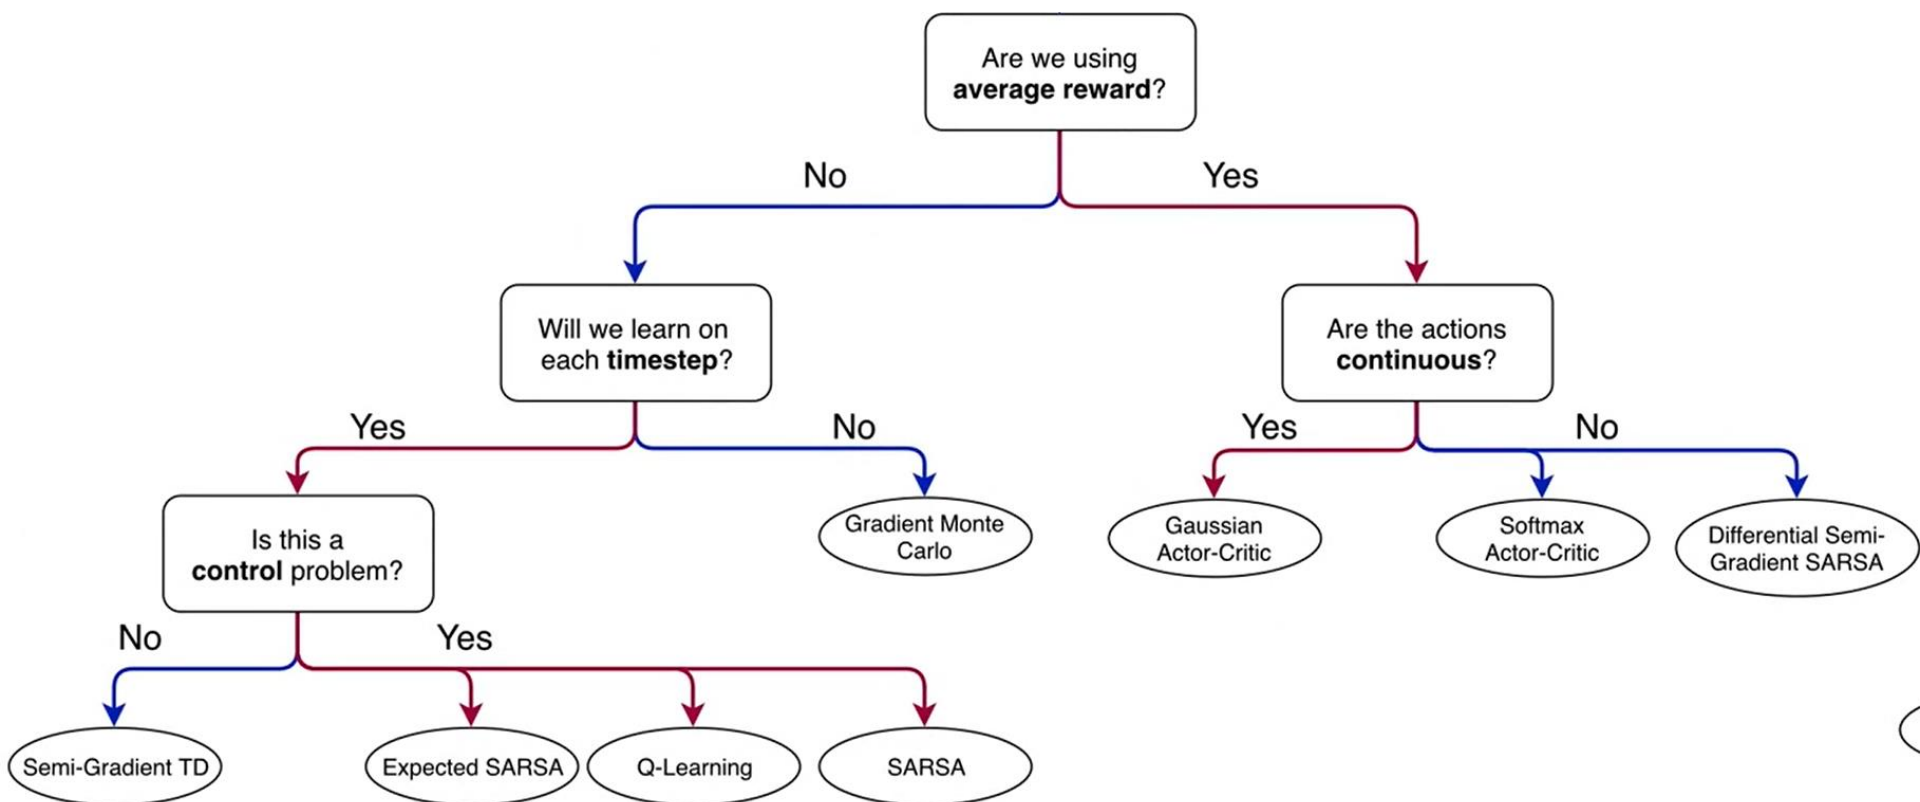 Are we using
average reward?
No
Yes
Will we learn on
each timestep?
Are the actions
continuous?
Yes
No
Yes
No
Is this a
control problem?
Gradient Monte
Carlo
Gaussian
Actor-Critic
Softmax
Actor-Critic
Differential Semi-
Gradient SARSA
No
Yes
Semi-Gradient TD
Expected SARSA
Q-Learning
SARSA